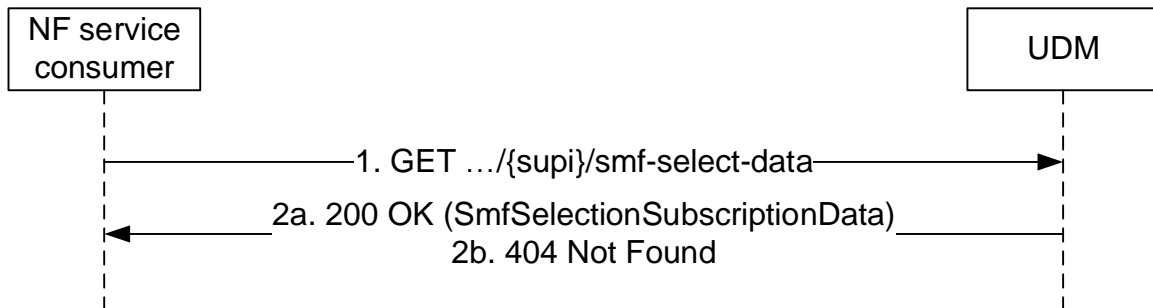 NF service
consumer
UDM
1. GET …/{supi}/smf-select-data
2a. 200 OK (SmfSelectionSubscriptionData)
2b. 404 Not Found